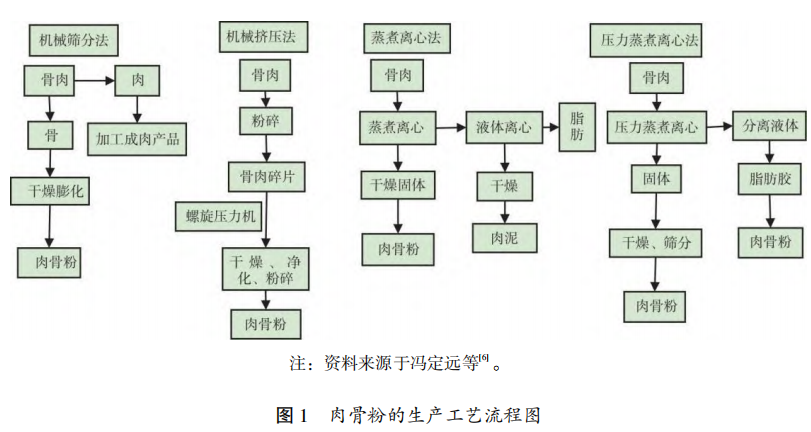 机械筛分法
骨肉
肉
骨
加工成肉产品
干燥膨化
肉骨粉
机械挤压法
骨肉
粉碎
骨肉碎片
螺旋压力机
干燥、净
化、粉碎
肉骨粉
蒸煮离心法
骨肉
蒸煮离心
液体离心
脂
肪
干燥固体
干燥
肉骨粉
肉泥
压力蒸煮离心法
骨肉
压力蒸煮离心
分离液体
固体
脂肪胶
干燥、筛分
肉骨粉
肉骨粉
注：资料来源于冯定远等[6]。
图1 肉骨粉的生产工艺流程图